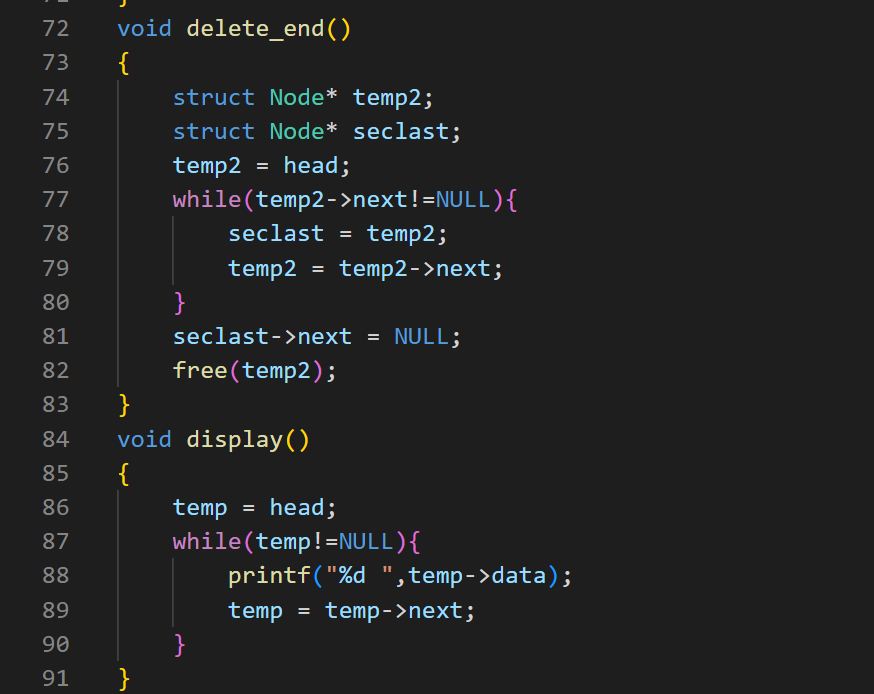 72 void delete_end()
73 {
74 struct Node* temp2;
75 struct Node* seclast;
76 temp2 = head;
77 while(temp2->next!=NULL){
78 seclast = temp2;
79 temp2 = temp2->next;
80 }
81 seclast->next = NULL;
82 free(temp2);
83 }
84 void display()
85 {
86 temp = head;
87 while(temp!=NULL){
88 printf("%d ",temp->data);
89 temp = temp->next;
90 }
91 }